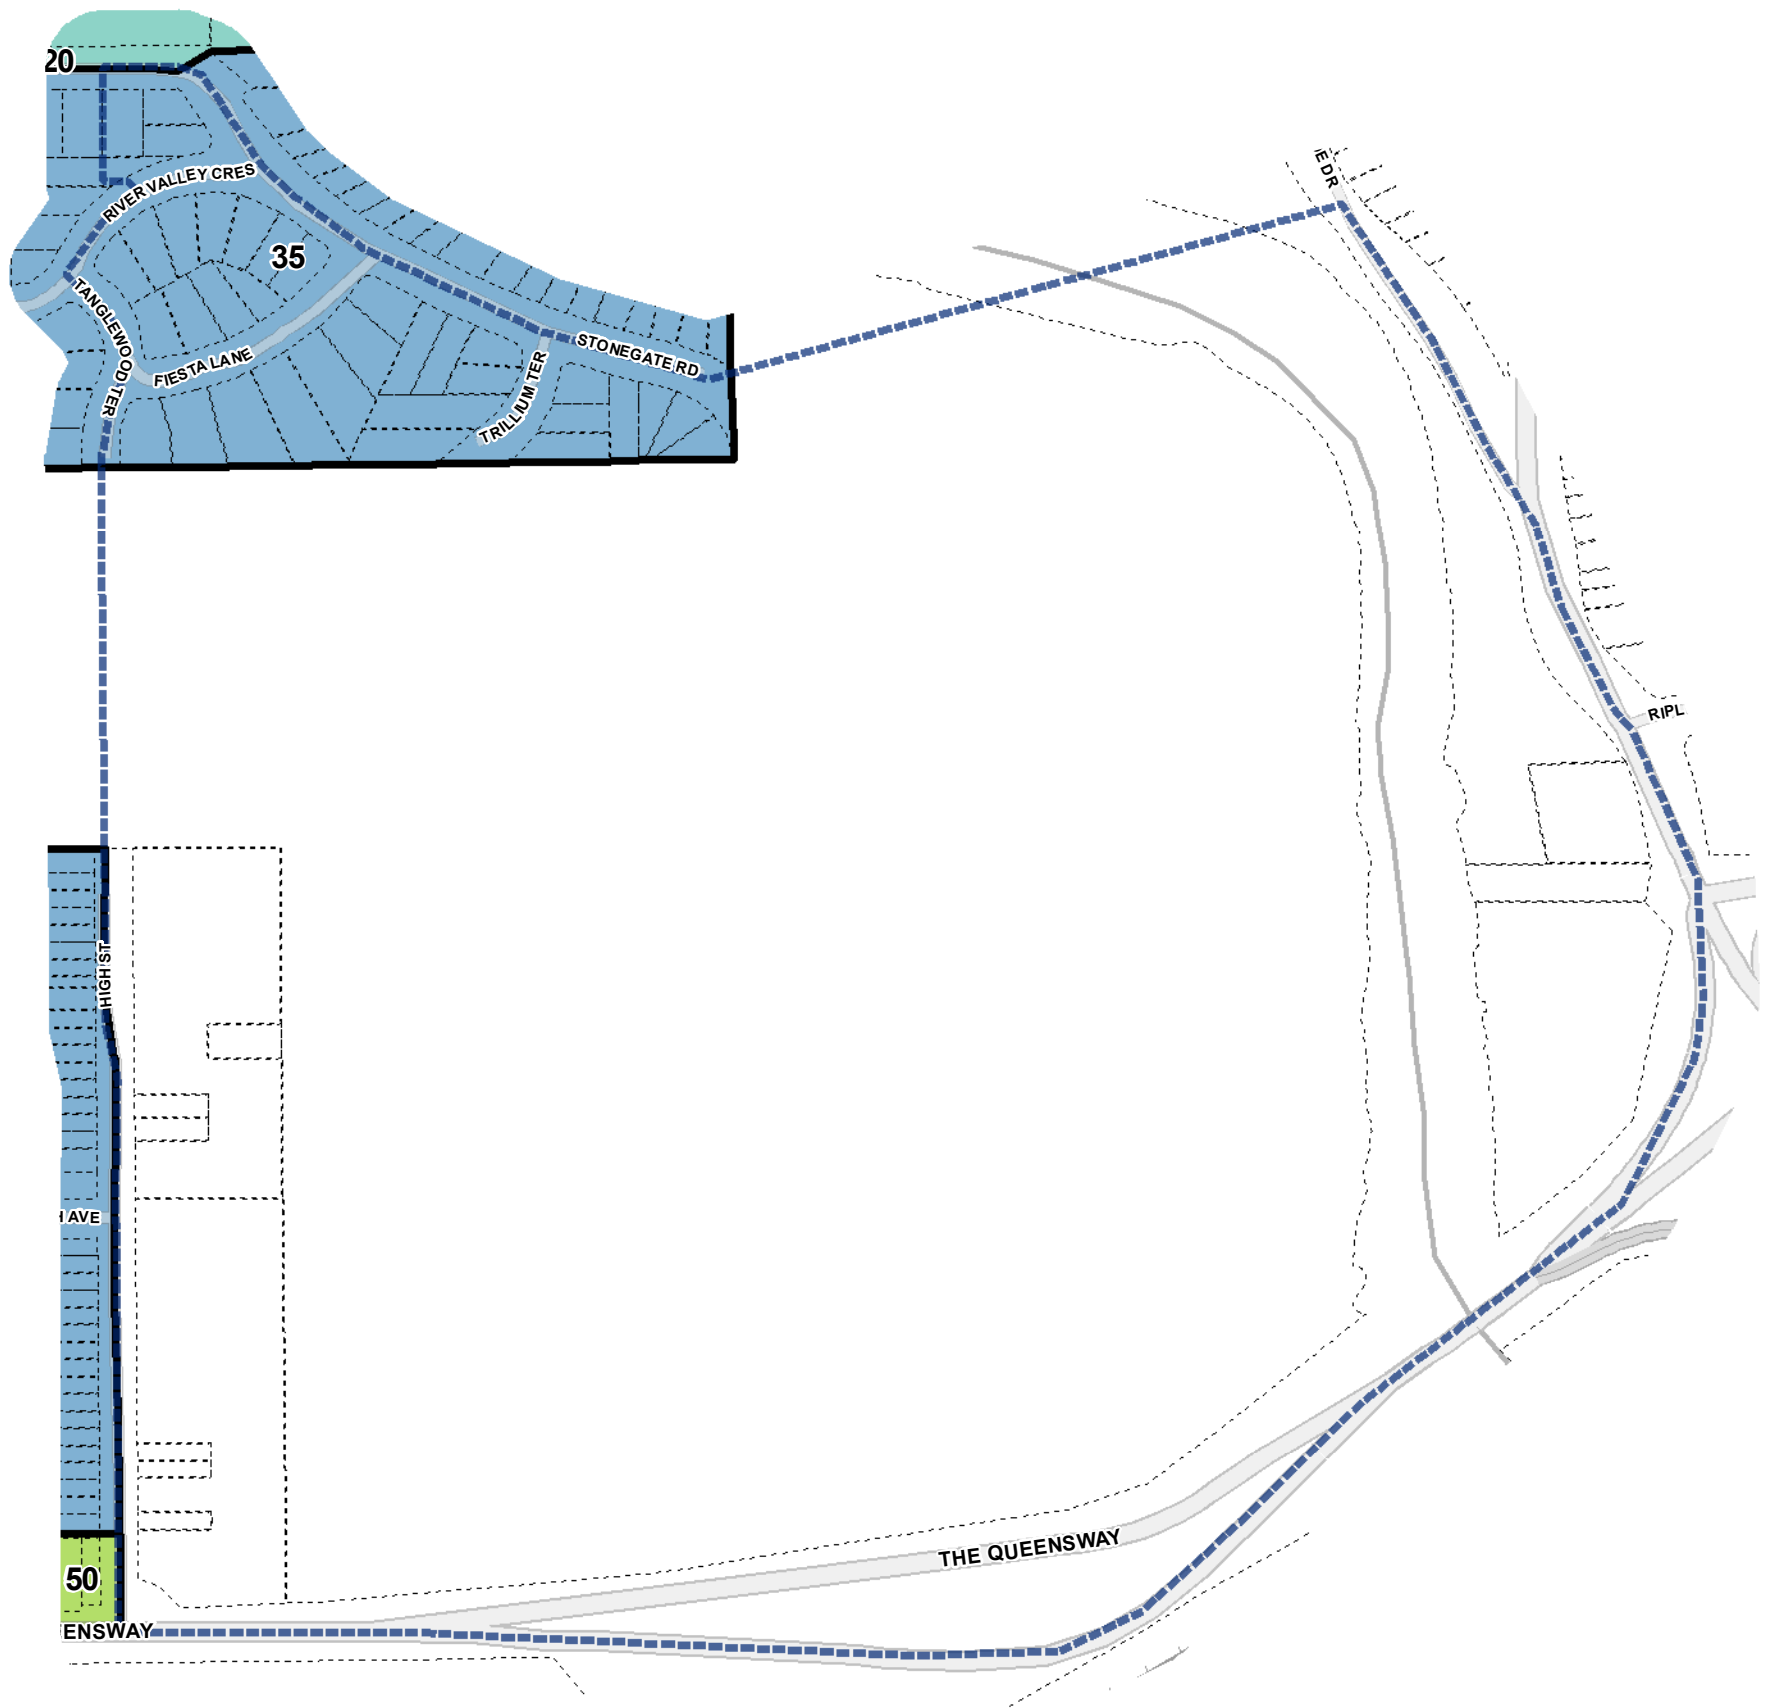 20
E DR
RIVER VALLEY CRES
35
TANGLEWOOD TER
FIESTA LANE
TRILLIUM TER
STONEGATE RD
RIPL
HIGH ST
H AVE
THE QUEENSWAY
50
ENSWAY